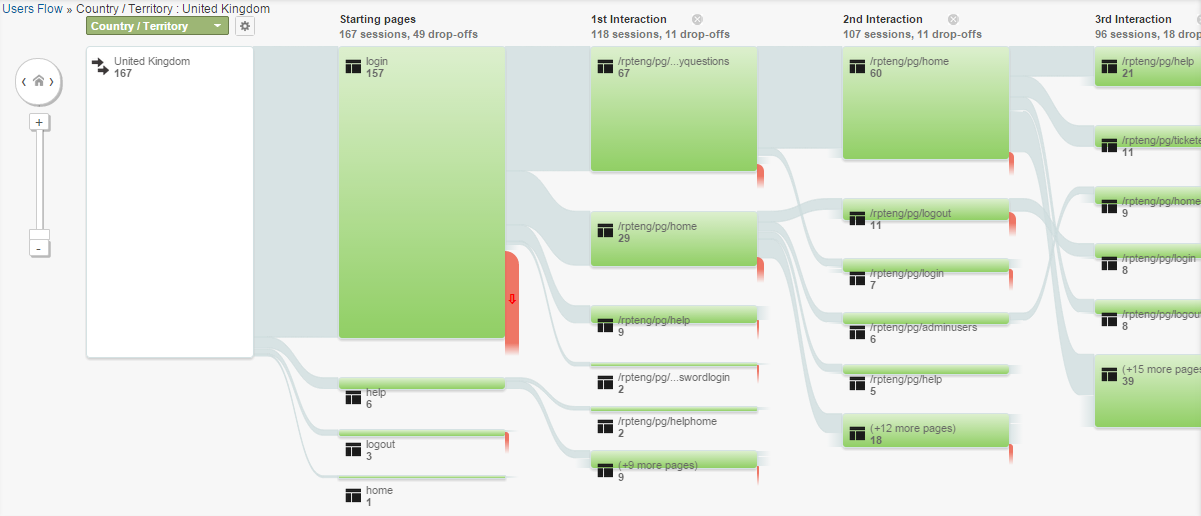 Users Flow » Country / Territory : United Kingdom
Country / Territory
Starting pages
167 sessions, 49 drop-offs
1st Interaction
118 sessions, 11 drop-offs
2nd Interaction
107 sessions, 11 drop-offs
3rd Interaction
96 sessions, 18 drop
United Kingdom
167
+
-
login
157
help
6
logout
3
home
1
/rpteng/pg/...yquestions
67
/rpteng/pg/home
29
/rpteng/pg/help
9
/rpteng/pg/...swordlogin
2
/rpteng/pg/helphome
2
(+9 more pages)
9
/rpteng/pg/home
60
/rpteng/pg/logout
11
/rpteng/pg/login
7
/rpteng/pg/adminusers
6
/rpteng/pg/help
5
(+12 more pages)
18
/rpteng/pg/help
21
/rpteng/pg/tickete
11
/rpteng/pg/home
9
/rpteng/pg/login
8
/rpteng/pg/logout
8
(+15 more pages
39